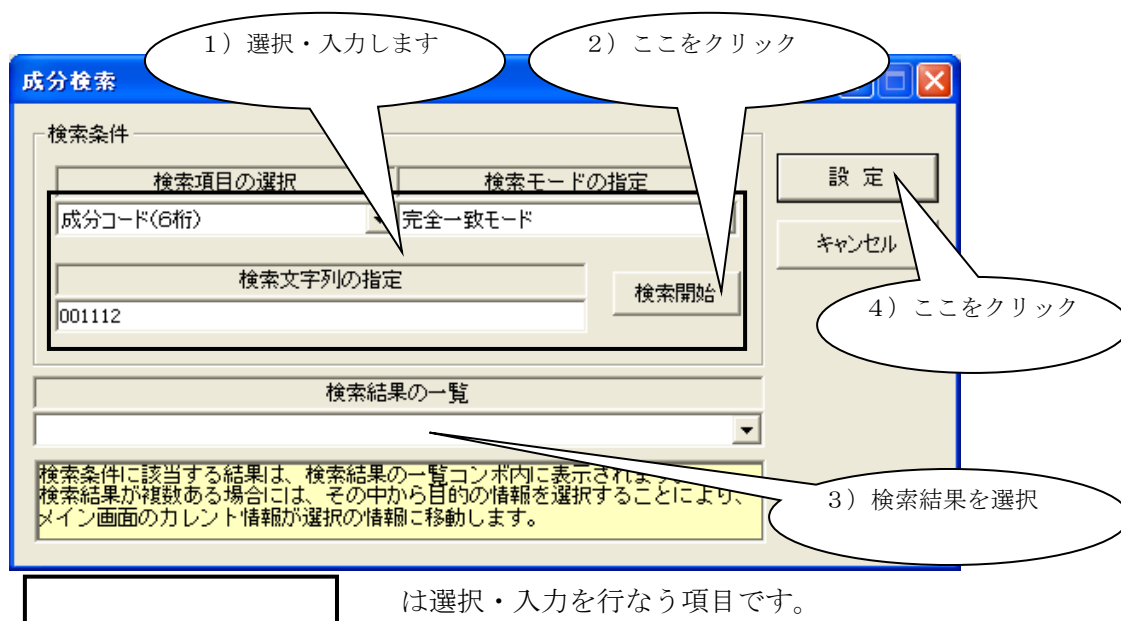 1）選択・入力します
2）ここをクリック
成分検索
検索条件
検索項目の選択
検索モードの指定
設 定
成分コード(6桁)
完全一致モード
キャンセル
検索文字列の指定
検索開始
001112
4）ここをクリック
検索結果の一覧
検索条件に該当する結果は、検索結果の一覧コンボ内に表示されます
検索結果が複数ある場合には、その中から目的の情報を選択することにより、
メイン画面のカレント情報が選択の情報に移動します。
3）検索結果を選択
は選択・入力を行なう項目です。